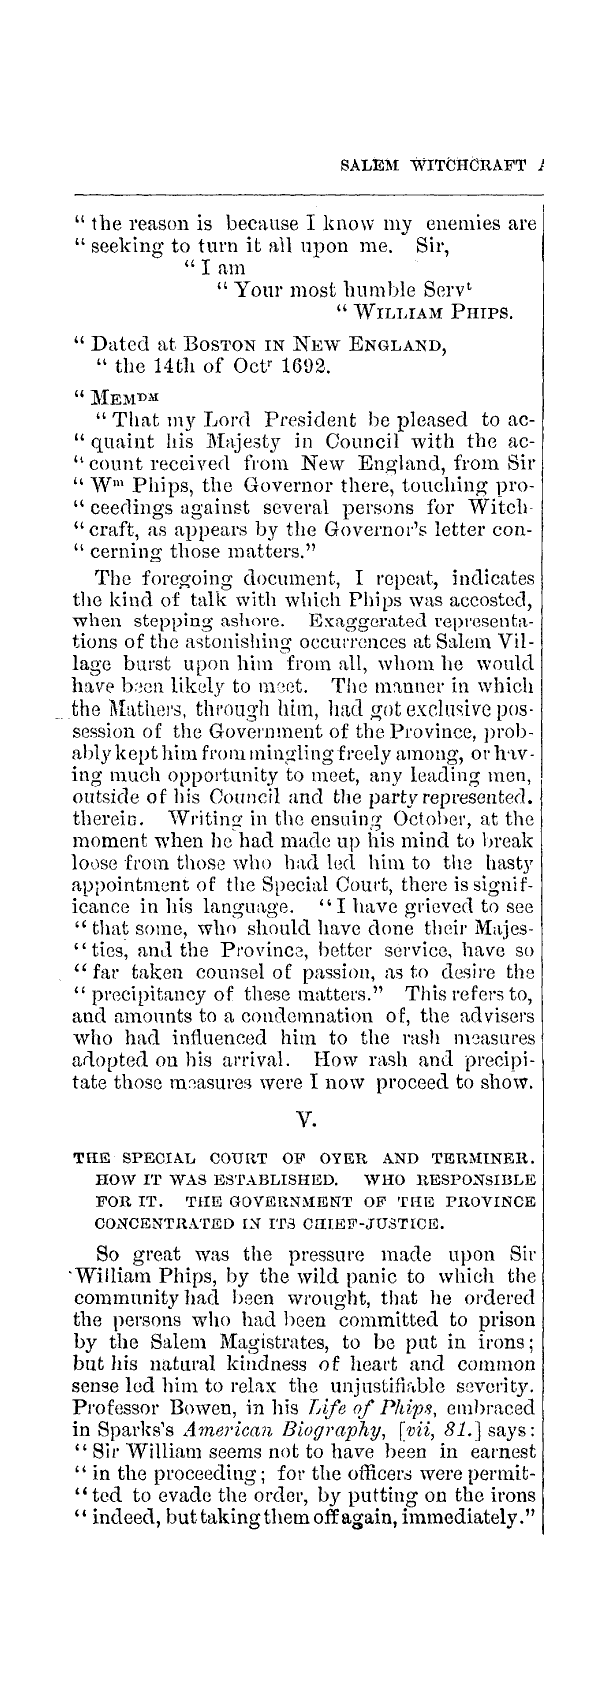 SALEM WITCHCRAFT
" the reason is because I know my enemies are
" seeking to turn it all upon me. Sir,
" I am
" Your most humble Servᵗ
" WILLIAM PHIPS.
" Dated at BOSTON IN NEW ENGLAND,
" the 14th of Octʳ 1692.
" MEMᴰᴹ
" That my Lord President be pleased to ac-
" quaint his Majesty in Council with the ac-
" count received from New England, from Sir
" Wᵐ Phips, the Governor there, touching pro-
" ceedings against several persons for Witch-
" craft, as appears by the Governor's letter con-
" cerning those matters."
The foregoing document, I repeat, indicates
the kind of talk with which Phips was accosted,
when stepping ashore. Exaggerated representa-
tions of the astonishing occurrences at Salem Vil-
lage burst upon him from all, whom he would
have been likely to meet. The manner in which
the Mathers, through him, had got exclusive pos-
session of the Government of the Province, prob-
ably kept him from mingling freely among, or hav-
ing much opportunity to meet, any leading men,
outside of his Council and the party represented.
therein. Writing in the ensuing October, at the
moment when he had made up his mind to break
loose from those who had led him to the hasty
appointment of the Special Court, there is signif-
icance in his language. "I have grieved to see
" that some, who should have done their Majes-
" ties, and the Province, better service, have so
" far taken counsel of passion, as to desire the
" precipitancy of these matters." This refers to,
and amounts to a condemnation of, the advisers
who had influenced him to the rash measures
adopted on his arrival. How rash and precipi-
tate those measures were I now proceed to show.
V.
THE SPECIAL COURT OF OYER AND TERMINER.
HOW IT WAS ESTABLISHED. WHO RESPONSIBLE
FOR IT. THE GOVERNMENT OF THE PROVINCE
CONCENTRATED IN ITS CHIEF-JUSTICE.
So great was the pressure made upon Sir
William Phips, by the wild panic to which the
community had been wrought, that he ordered
the persons who had been committed to prison
by the Salem Magistrates, to be put in irons;
but his natural kindness of heart and common
sense led him to relax the unjustifiable severity.
Professor Bowen, in his Life of Phips, embraced
in Sparks's American Biography, [vii, 81.] says:
" Sir William seems not to have been in earnest
" in the proceeding; for the officers were permit-
" ted to evade the order, by putting on the irons
" indeed, but taking them off again, immediately."